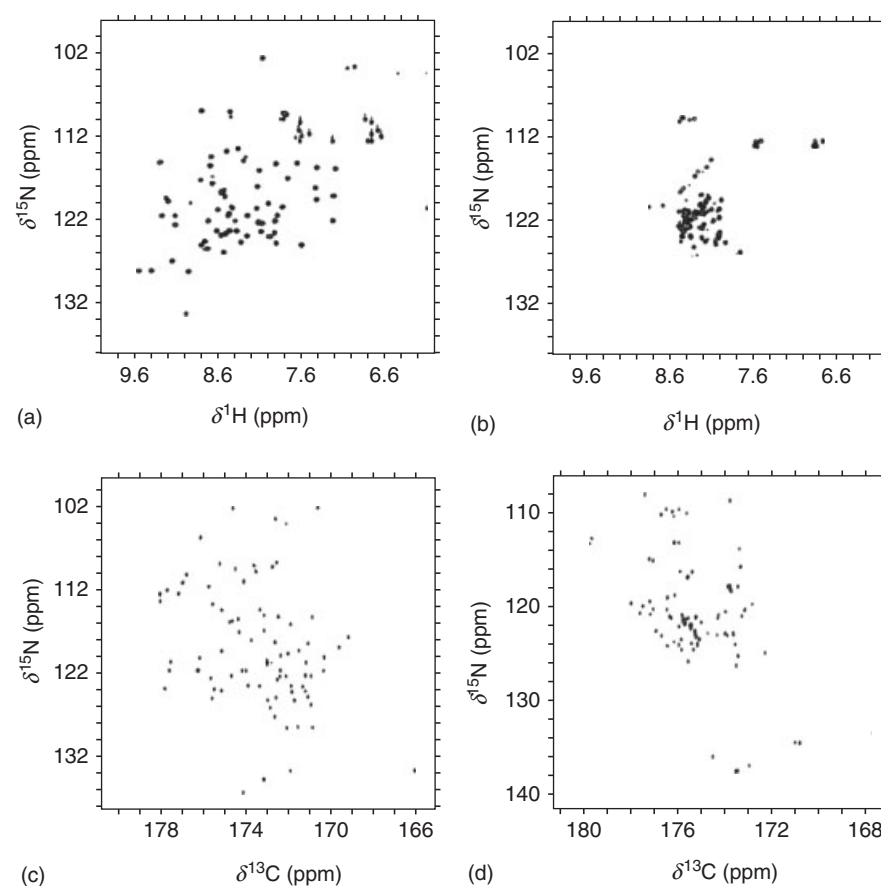 102
112
122
132
δ15N (ppm)
9.6 8.6 7.6 6.6
(a) δ1H (ppm)
102
112
122
132
δ15N (ppm)
9.6 8.6 7.6 6.6
(b) δ1H (ppm)
102
112
122
132
δ15N (ppm)
178 174 170 166
(c) δ13C (ppm)
110
120
130
140
δ15N (ppm)
180 176 172 168
(d) δ13C (ppm)